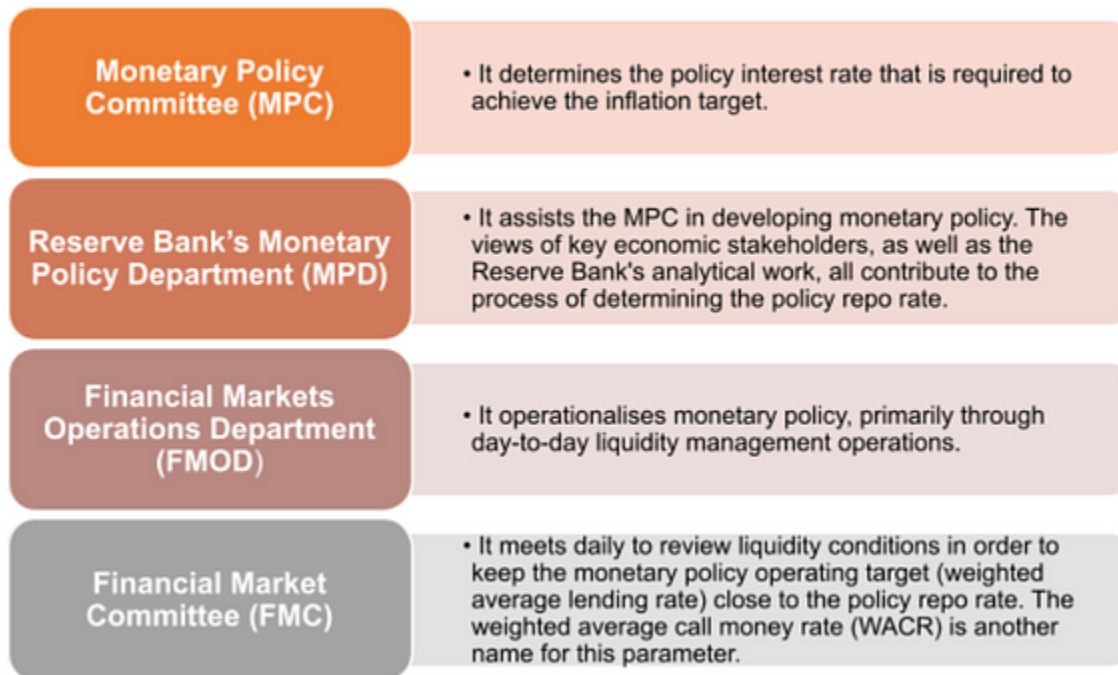 Monetary Policy
Committee (MPC)
• It determines the policy interest rate that is required to
achieve the inflation target.
Reserve Bank's Monetary
Policy Department (MPD)
• It assists the MPC in developing monetary policy. The
views of key economic stakeholders, as well as the
Reserve Bank's analytical work, all contribute to the
process of determining the policy repo rate.
Financial Markets
Operations Department
(FMOD)
• It operationalises monetary policy, primarily through
day-to-day liquidity management operations.
Financial Market
Committee (FMC)
• It meets daily to review liquidity conditions in order to
keep the monetary policy operating target (weighted
average lending rate) close to the policy repo rate. The
weighted average call money rate (WACR) is another
name for this parameter.